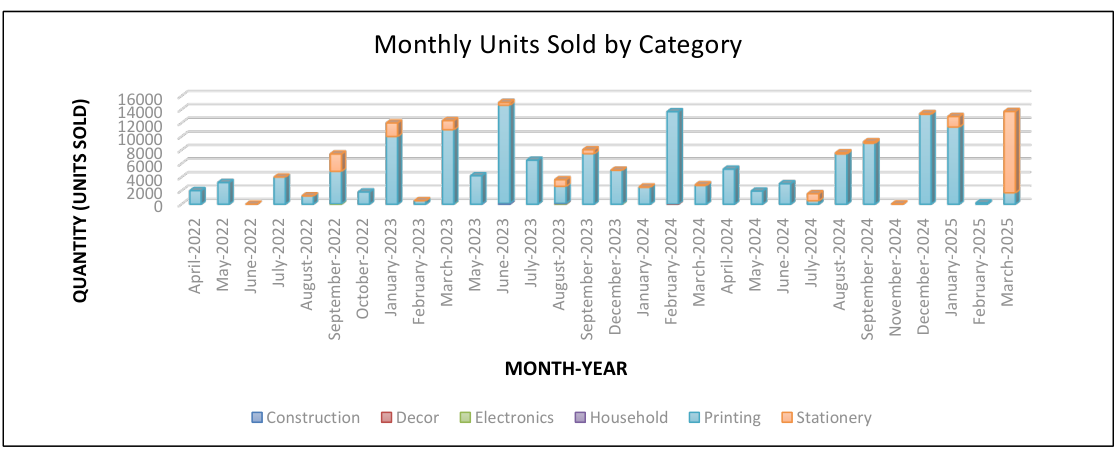 Monthly Units Sold by Category
QUANTITY (UNITS SOLD)
16000
14000
12000
10000
8000
6000
4000
2000
0
April-2022
May-2022
June-2022
July-2022
August-2022
September-2022
October-2022
January-2023
February-2023
March-2023
May-2023
June-2023
July-2023
August-2023
September-2023
December-2023
January-2024
February-2024
March-2024
April-2024
May-2024
June-2024
July-2024
August-2024
September-2024
November-2024
December-2024
January-2025
February-2025
March-2025
MONTH-YEAR
Construction Decor Electronics Household Printing Stationery